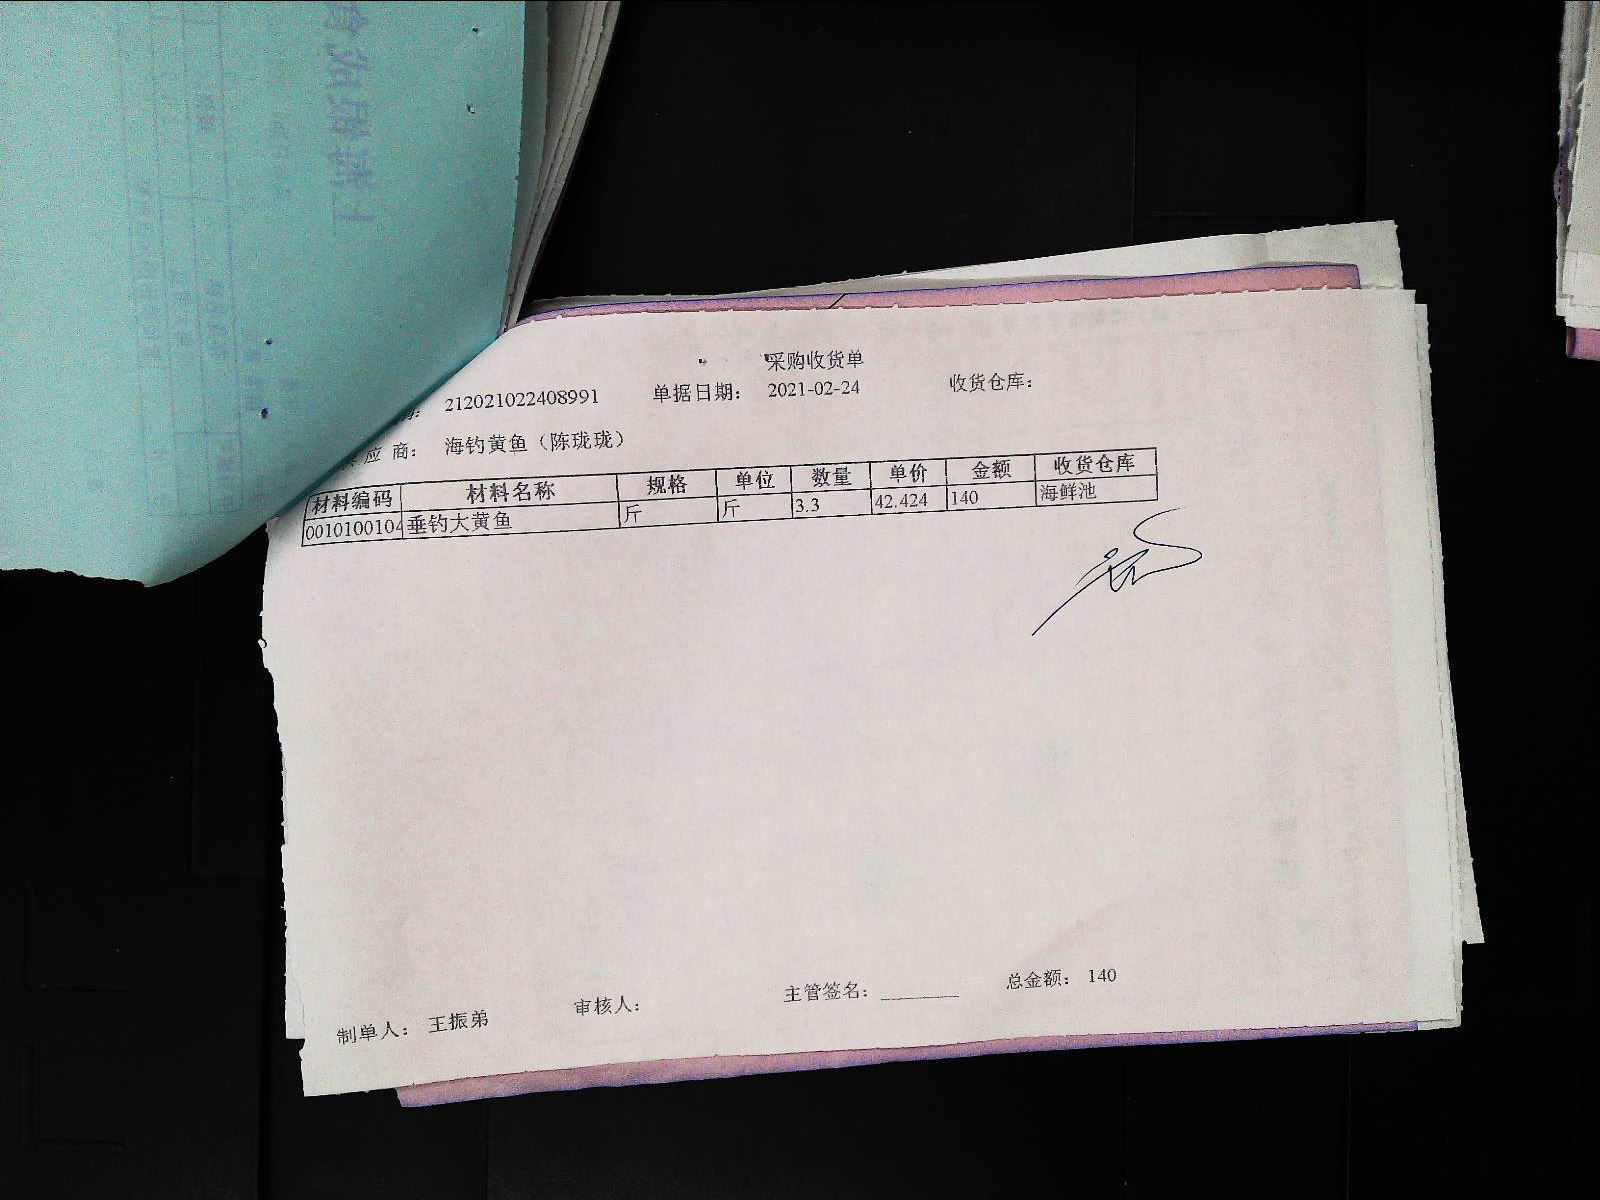 采购收货单
212021022408991 单据日期： 2021-02-24 收货仓库：
应 商： 海钓黄鱼（陈珑珑）
材料编码 材料名称 规格 单位 数量 单价 金额 收货仓库
0010100104 垂钓大黄鱼 斤 斤 3.3 42.424 140 海鲜池
制单人： 王振弟 审核人： 主管签名： 总金额： 140